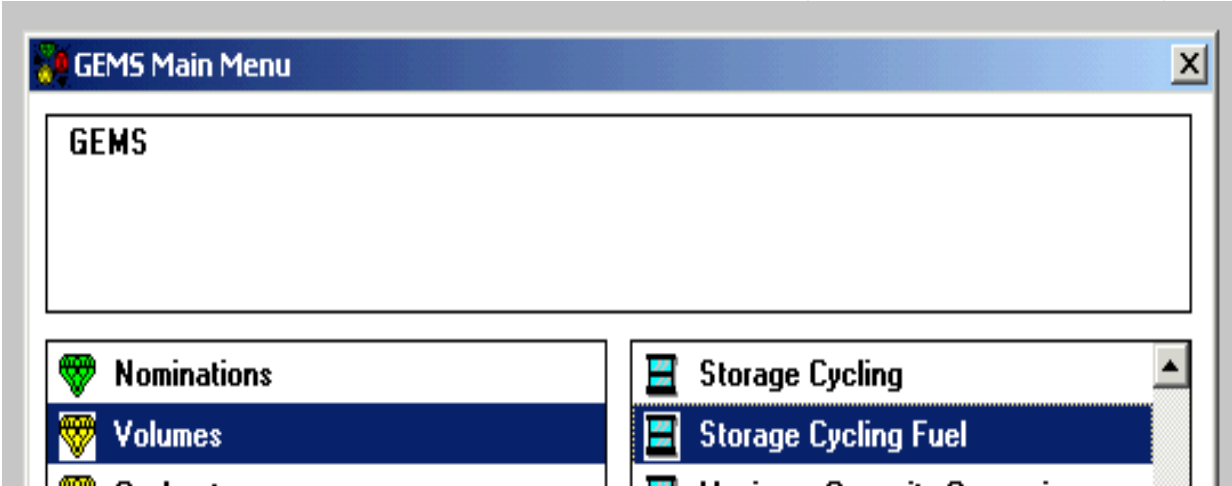 GEMS Main Menu
GEMS
Nominations
Volumes
Storage Cycling
Storage Cycling Fuel